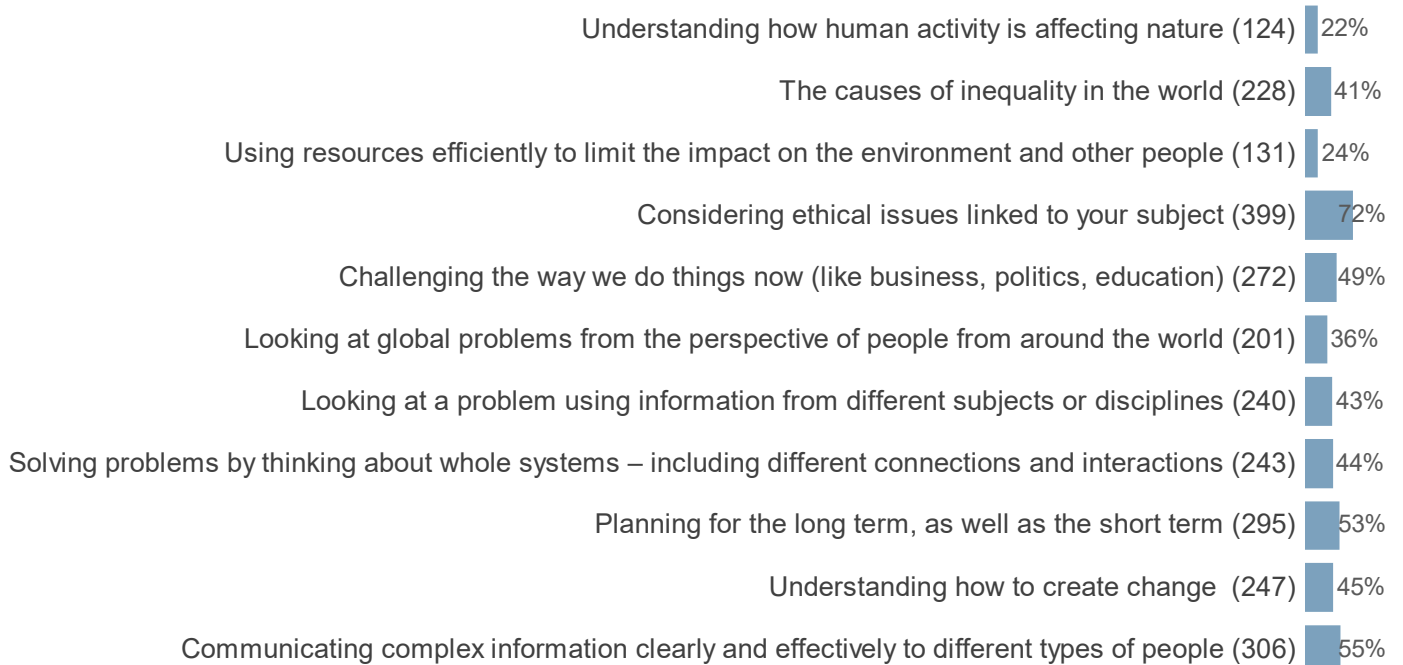 Understanding how human activity is affecting nature (124) 22%
The causes of inequality in the world (228) 41%
Using resources efficiently to limit the impact on the environment and other people (131) 24%
Considering ethical issues linked to your subject (399) 72%
Challenging the way we do things now (like business, politics, education) (272) 49%
Looking at global problems from the perspective of people from around the world (201) 36%
Looking at a problem using information from different subjects or disciplines (240) 43%
Solving problems by thinking about whole systems – including different connections and interactions (243) 44%
Planning for the long term, as well as the short term (295) 53%
Understanding how to create change (247) 45%
Communicating complex information clearly and effectively to different types of people (306) 55%